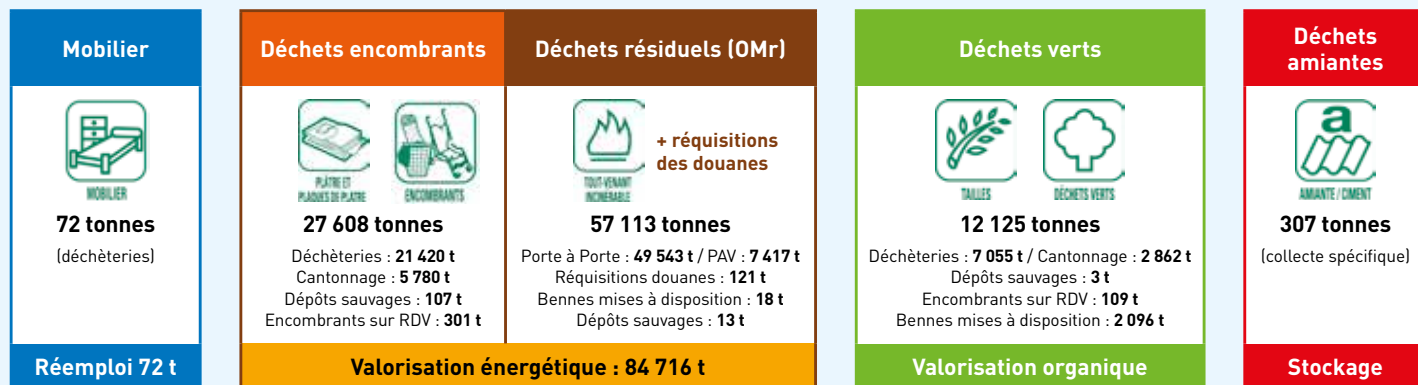 Mobilier
MOBILIER
72 tonnes
(déchèteries)
Réemploi 72 t
Déchets encombrants
PLÂTRE ET
PLAQUES DE PLATRE
ENCOMBRANTS
27 608 tonnes
Déchèteries : 21 420 t
Cantonnage : 5 780 t
Dépôts sauvages : 107 t
Encombrants sur RDV : 301 t
Déchets résiduels (OMr)
+ réquisitions
des douanes
TOUT-VENANT
INCINERABLE
57 113 tonnes
Porte à Porte : 49 543 t / PAV : 7 417 t
Réquisitions douanes : 121 t
Bennes mises à disposition : 18 t
Dépôts sauvages : 13 t
Valorisation énergétique : 84 716 t
Déchets verts
TAILLES
DÉCHETS VERTS
12 125 tonnes
Déchèteries : 7 055 t / Cantonnage : 2 862 t
Dépôts sauvages : 3 t
Encombrants sur RDV : 109 t
Bennes mises à disposition : 2 096 t
Valorisation organique
Déchets
amiantes
a
AMIANTE / CIMENT
307 tonnes
(collecte spécifique)
Stockage